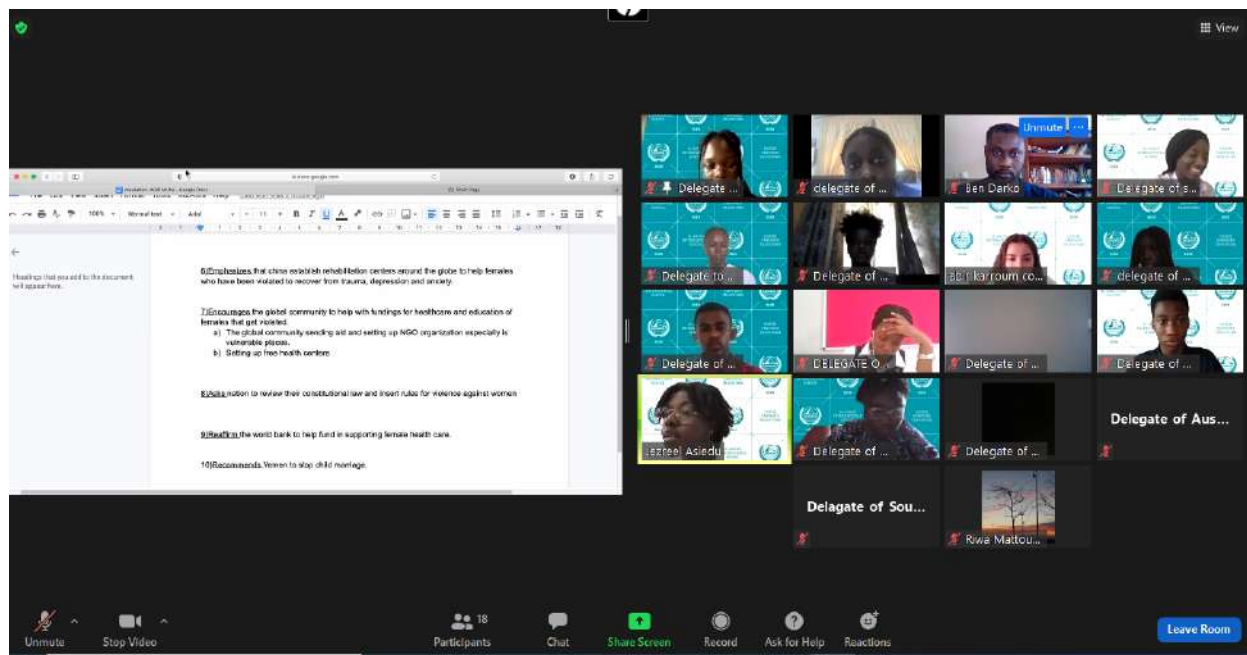 View
100%
Normal text
Arial
11
Headings that you add to the document
will appear here.
6)Emphasizes that china establish rehabilitation centers around the globe to help females
who have been violated to recover from trauma, depression and anxiety.
7)Encourages the global community to help with fundings for healthcare and education of
females that get violated.
a) The global community sending aid and setting up NGO organization especially is
vulnerable places.
b) Setting up free health centers
8)Asks nation to review their constitutional law and insert rules for violence against women
9)Reaffirm the world bank to help fund in supporting female health care.
10)Recommends Yemen to stop child marriage.
Unmute ...
Delegate ...
delegate of ...
Ben Darko
Delegate of s...
Delegate to ...
Delegate of ...
abir karroum co...
delegate of ...
Delegate of ...
DELEGATE O...
Delegate of ...
Delegate of ...
Jezreel Asiedu
Delegate of ...
Delegate of ...
Delegate of Aus...
Delagate of Sou...
Riwa Mattou...
Unmute
Stop Video
18
Participants
Chat
Share Screen
Record
Ask for Help
Reactions
Leave Room